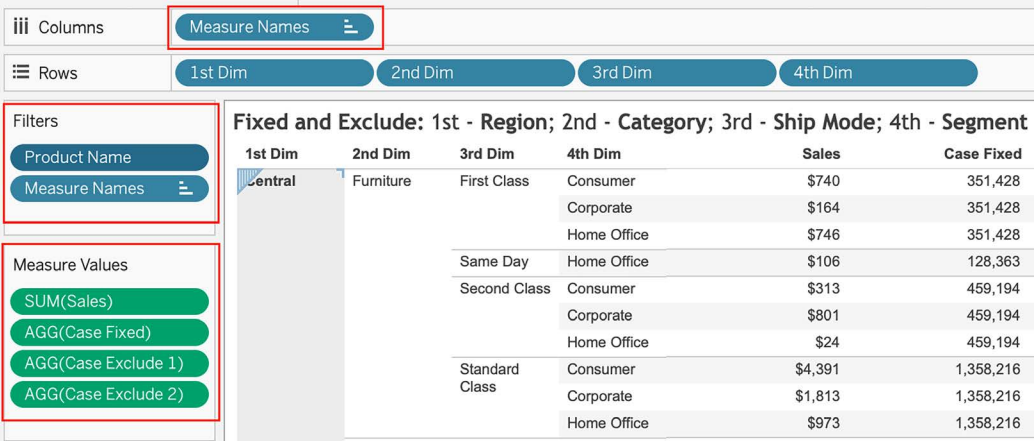 Columns Measure Names
Rows 1st Dim 2nd Dim 3rd Dim 4th Dim
Filters
Product Name
Measure Names
Measure Values
SUM(Sales)
AGG(Case Fixed)
AGG(Case Exclude 1)
AGG(Case Exclude 2)
Fixed and Exclude: 1st - Region; 2nd - Category; 3rd - Ship Mode; 4th - Segment
1st Dim 2nd Dim 3rd Dim 4th Dim Sales Case Fixed
Central Furniture First Class Consumer $740 351,428
Corporate $164 351,428
Home Office $746 351,428
Same Day Home Office $106 128,363
Second Class Consumer $313 459,194
Corporate $801 459,194
Home Office $24 459,194
Standard Consumer $4,391 1,358,216
Class Corporate $1,813 1,358,216
Home Office $973 1,358,216